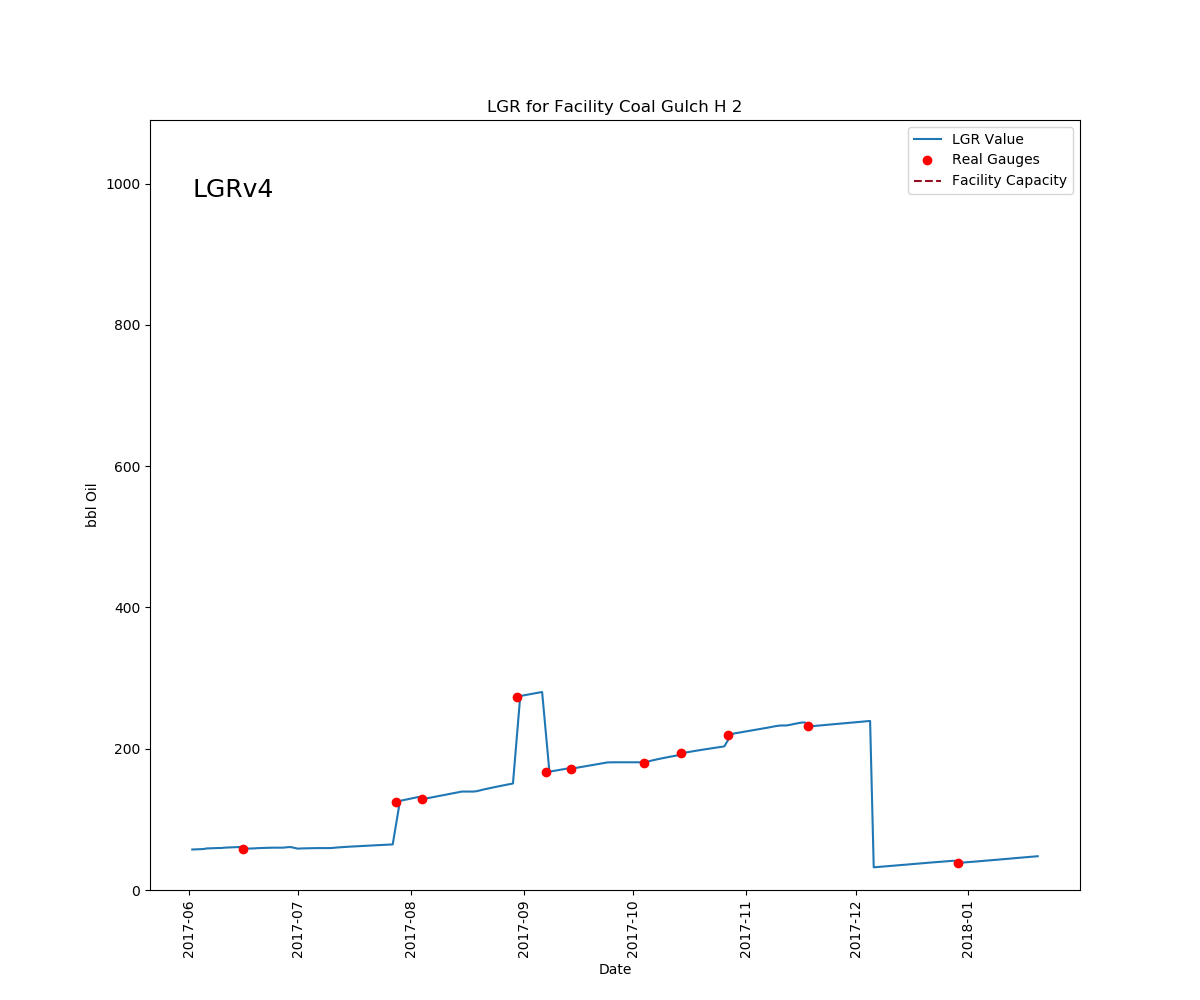 LGR for Facility Coal Gulch H 2
LGRv4
LGR Value
Real Gauges
Facility Capacity
bbl Oil
1000
800
600
400
200
0
2017-06
2017-07
2017-08
2017-09
2017-10
2017-11
2017-12
2018-01
Date